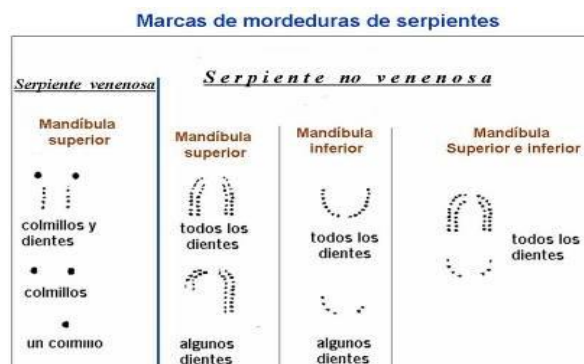 Marcas de mordeduras de serpientes
Serpiente venenosa
Serpiente no venenosa
Mandíbula
superior
colmillos y
dientes
colmillos
un colmillo
Mandíbula
superior
todos los
dientes
algunos
dientes
Mandíbula
inferior
todos los
dientes
algunos
dientes
Mandíbula
Superior e inferior
todos los
dientes